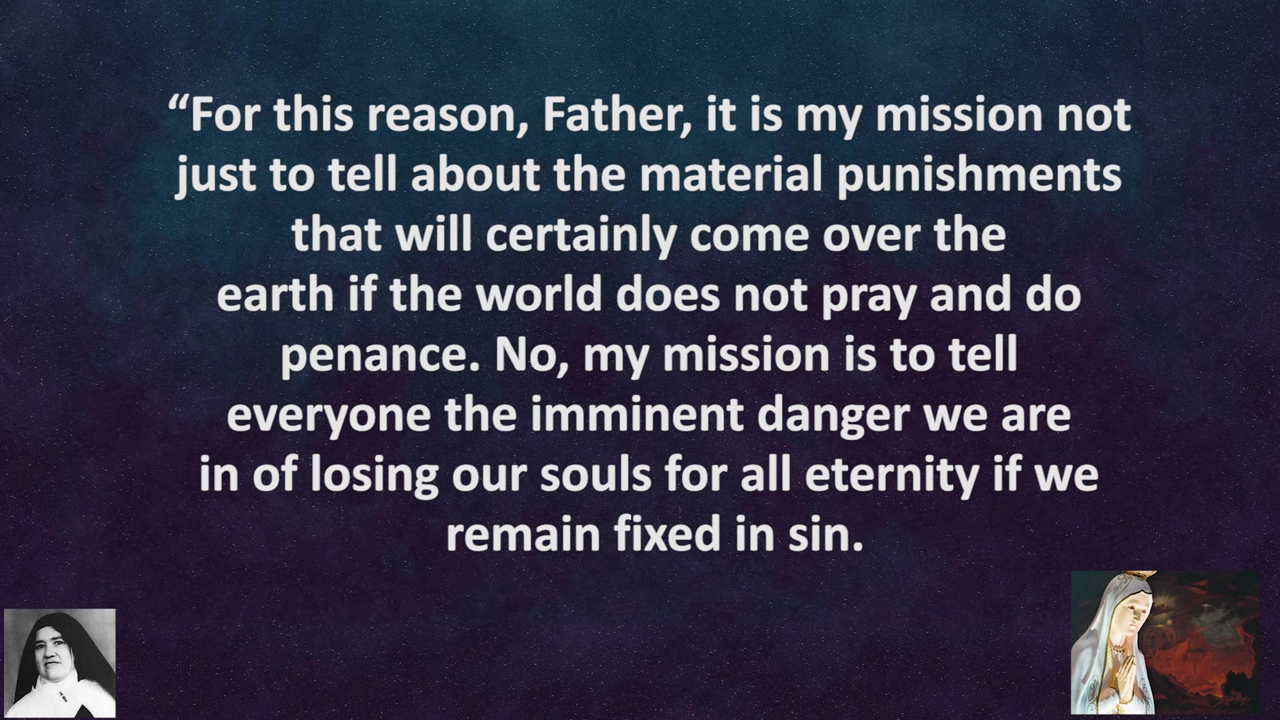 “For this reason, Father, it is my mission not
just to tell about the material punishments
that will certainly come over the
earth if the world does not pray and do
penance. No, my mission is to tell
everyone the imminent danger we are
in of losing our souls for all eternity if we
remain fixed in sin.